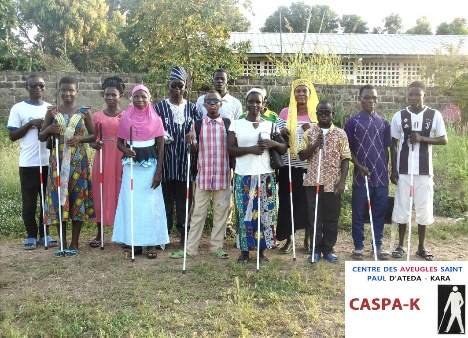 CENTRE DES AVEUGLES SAINT
PAUL D'ATEDA - KARA
CASPA-K